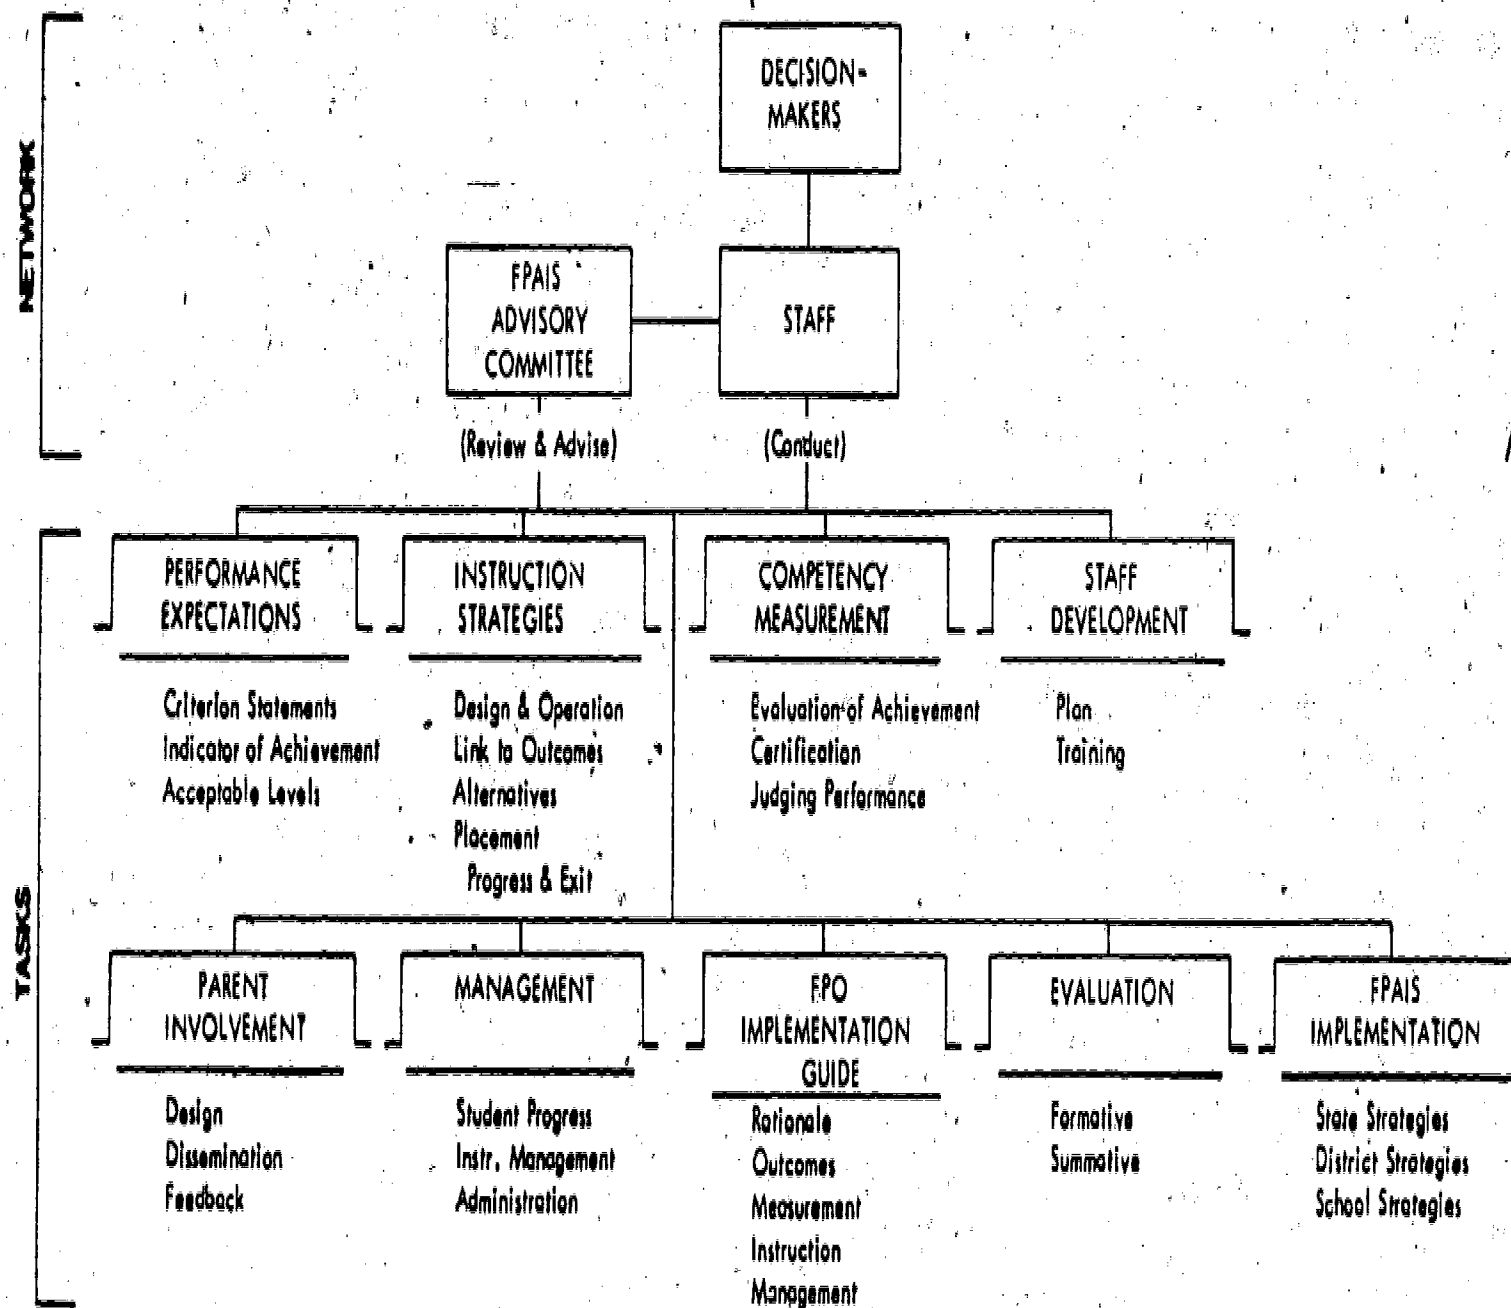 NETWORK
DECISION-
MAKERS
FPAIS
ADVISORY
COMMITTEE
STAFF
(Review & Advise)
(Conduct)
TASKS
PERFORMANCE
EXPECTATIONS
Criterion Statements
Indicator of Achievement
Acceptable Levels
INSTRUCTION
STRATEGIES
Design & Operation
Link to Outcomes
Alternatives
Placement
Progress & Exit
COMPETENCY
MEASUREMENT
Evaluation of Achievement
Certification
Judging Performance
STAFF
DEVELOPMENT
Plan
Training
PARENT
INVOLVEMENT
Design
Dissemination
Feedback
MANAGEMENT
Student Progress
Instr. Management
Administration
FPO
IMPLEMENTATION
GUIDE
Rationale
Outcomes
Measurement
Instruction
Management
EVALUATION
Formative
Summative
FPAIS
IMPLEMENTATION
State Strategies
District Strategies
School Strategies